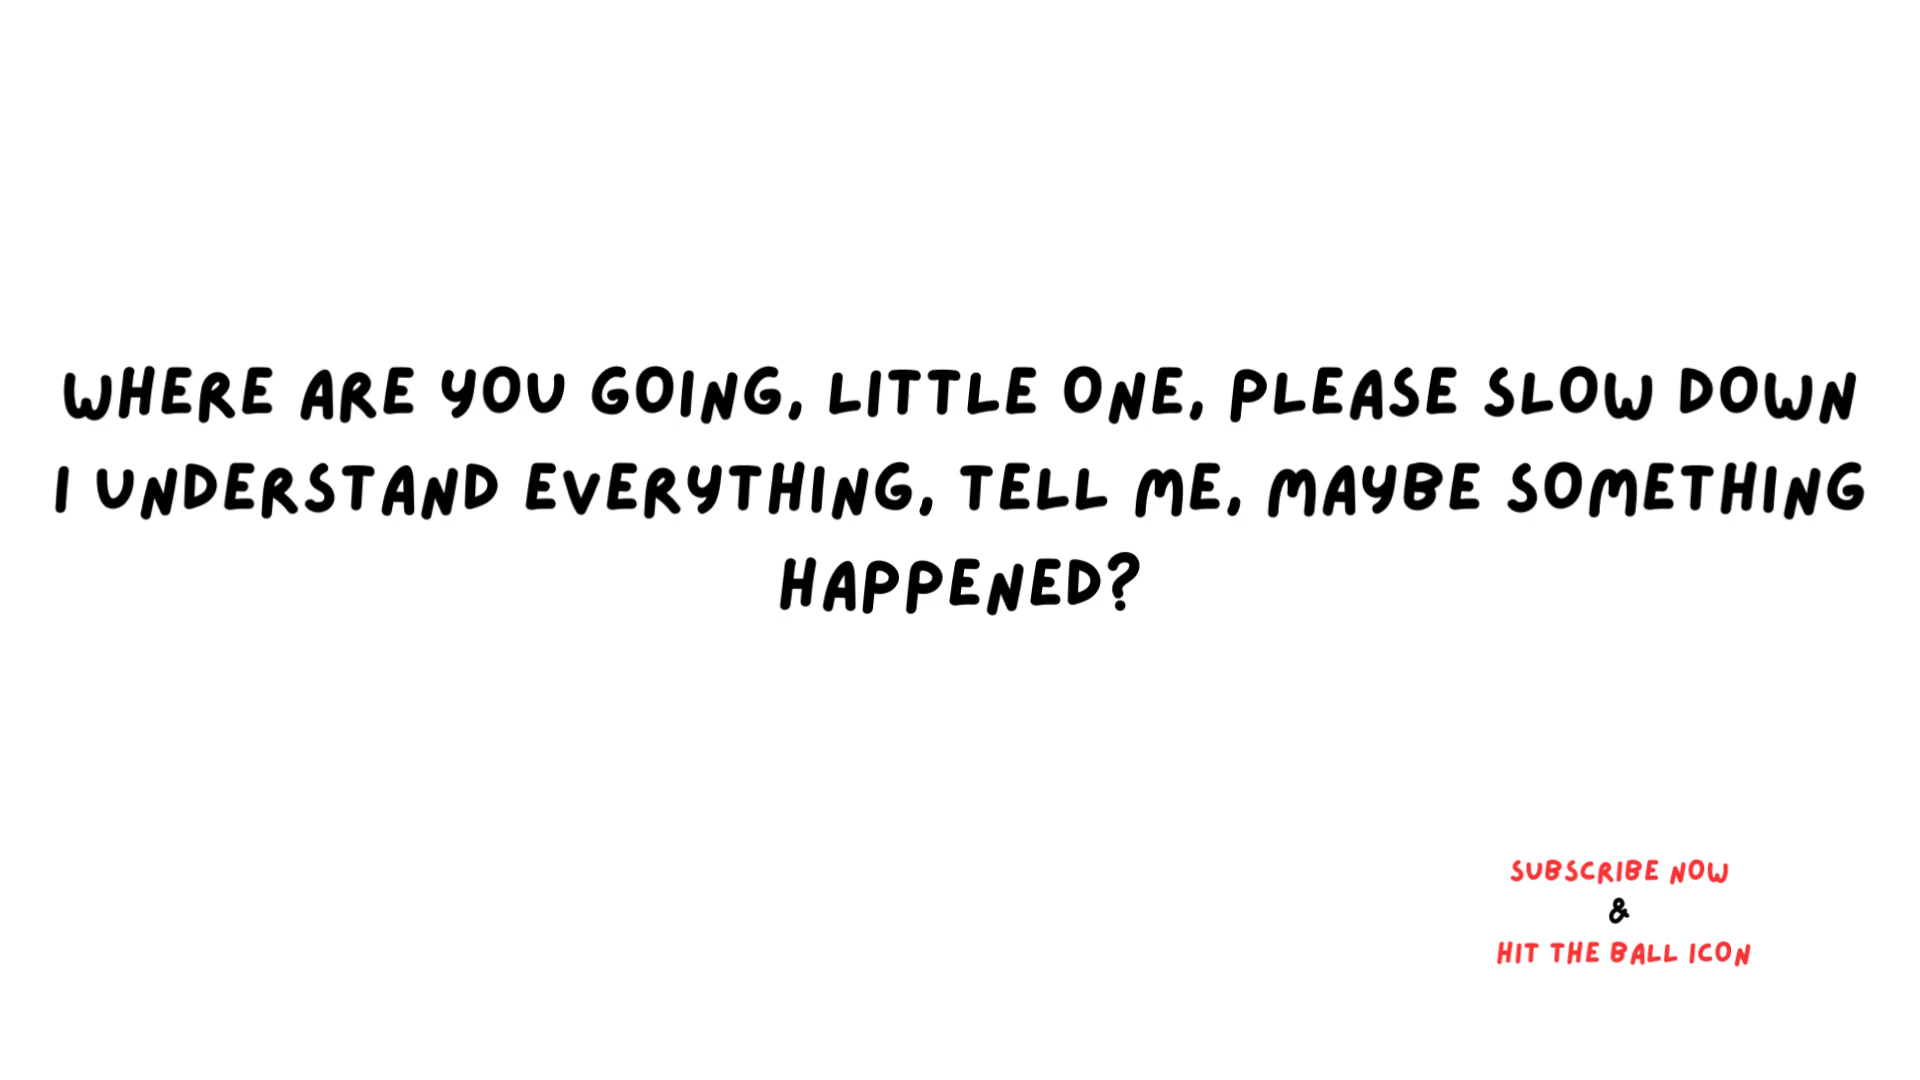 WHERE ARE YOU GOING, LITTLE ONE, PLEASE SLOW DOWN
I UNDERSTAND EVERYTHING, TELL ME, MAYBE SOMETHING
HAPPENED?
SUBSCRIBE NOW
&
HIT THE BALL ICON